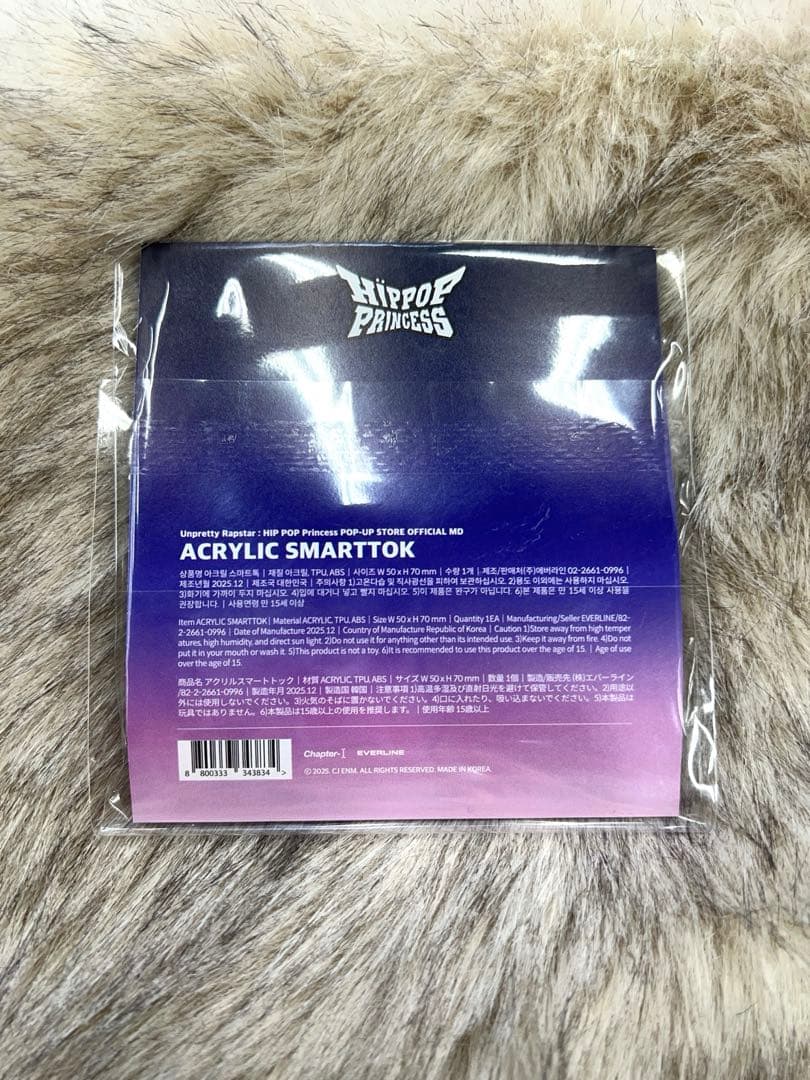 HIPPOP
PRINCESS
Unpretty Rapstar : HIP POP Princess POP-UP STORE OFFICIAL MD
ACRYLIC SMARTTOK
상품명 아크릴 스마트톡 | 재질 아크릴, TPU, ABS | 사이즈 W 50 x H 70 mm | 수량 1개 | 제조/판매처(주)에버라인 02-2661-0996 |
제조년월 2025.12 | 제조국 대한민국 | 주의사항 1)고온다습 및 직사광선을 피하여 보관하십시오. 2)용도 이외에는 사용하지 마십시오.
3)화기에 가까이 두지 마십시오. 4)입에 대거나 넣고 빨지 마십시오. 5)이 제품은 완구가 아닙니다. 6)본 제품은 만 15세 이상 사용을
권장합니다. | 사용연령 만 15세 이상
Item ACRYLIC SMARTTOK | Material ACRYLIC, TPU, ABS | Size W 50 x H 70 mm | Quantity 1EA | Manufacturing/Seller EVERLINE/82-
2-2661-0996 | Date of Manufacture 2025.12 | Country of Manufacture Republic of Korea | Caution 1)Store away from high temper
atures, high humidity, and direct sun light. 2)Do not use it for anything other than its intended use. 3)Keep it away from fire. 4)Do not
put it in your mouth or wash it. 5)This product is not a toy. 6)It is recommended to use this product over the age of 15. | Age of use
over the age of 15.
商品名 アクリルスマートトック | 材質 ACRYLIC, TPU, ABS | サイズ W 50 x H 70 mm | 数量 1個 | 製造/販売先 (株)エバーライン
/82-2-2661-0996 | 製造年月 2025.12 | 製造国 韓国 | 注意事項 1)高温多湿及び直射日光を避けて保管してください。2)用途以
外には使用しないでください。3)火気のそばに置かないでください。4)口に入れたり、吸い込まないでください。5)本製品は
玩具ではありません。6)本製品は15歳以上の使用を推奨します。 | 使用年齢 15歳以上
Chapter-I EVERLINE
8 800333 343834 >
© 2025. CJ ENM. ALL RIGHTS RESERVED. MADE IN KOREA.